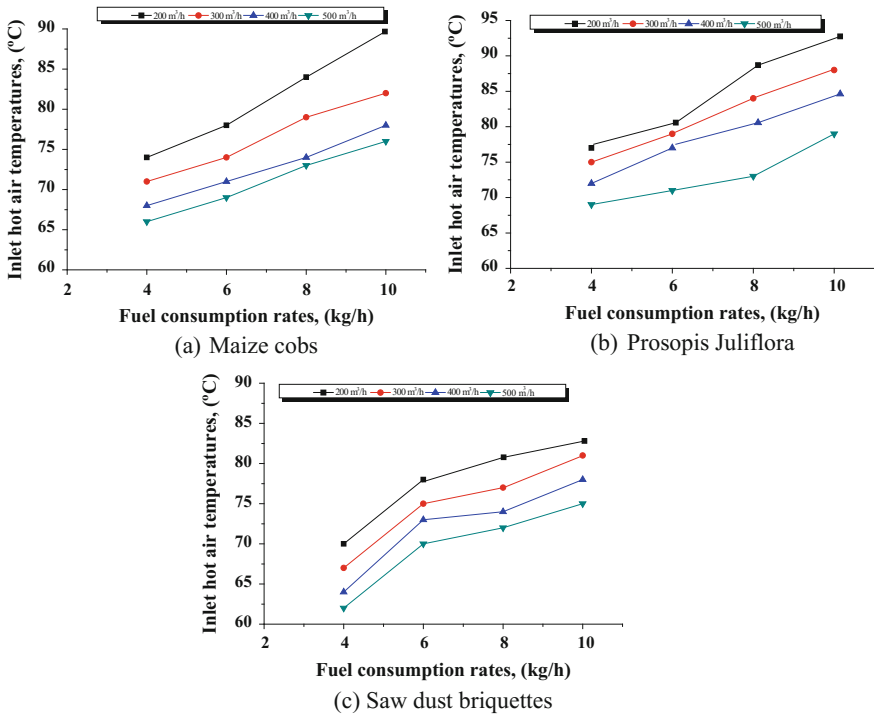 200 m³/h 300 m³/h 400 m³/h 500 m³/h
90
85
80
75
70
65
60
2 4 6 8 10
Inlet hot air temperatures, (ºC)
Fuel consumption rates, (kg/h)
(a) Maize cobs
200 m³/h 300 m³/h 400 m³/h 500 m³/h
95
90
85
80
75
70
65
60
2 4 6 8 10
Inlet hot air temperatures, (ºC)
Fuel consumption rates, (kg/h)
(b) Prosopis Juliflora
200 m³/h 300 m³/h 400 m³/h 500 m³/h
90
85
80
75
70
65
60
2 4 6 8 10
Inlet hot air temperatures, (ºC)
Fuel consumption rates, (kg/h)
(c) Saw dust briquettes